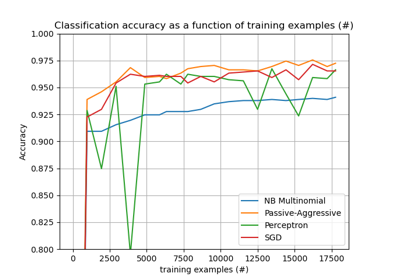 Classification accuracy as a function of training examples (#)
1.000
0.975
0.950
0.925
0.900
0.875
0.850
0.825
0.800
Accuracy
NB Multinomial
Passive-Aggressive
Perceptron
SGD
0 2500 5000 7500 10000 12500 15000 17500
training examples (#)